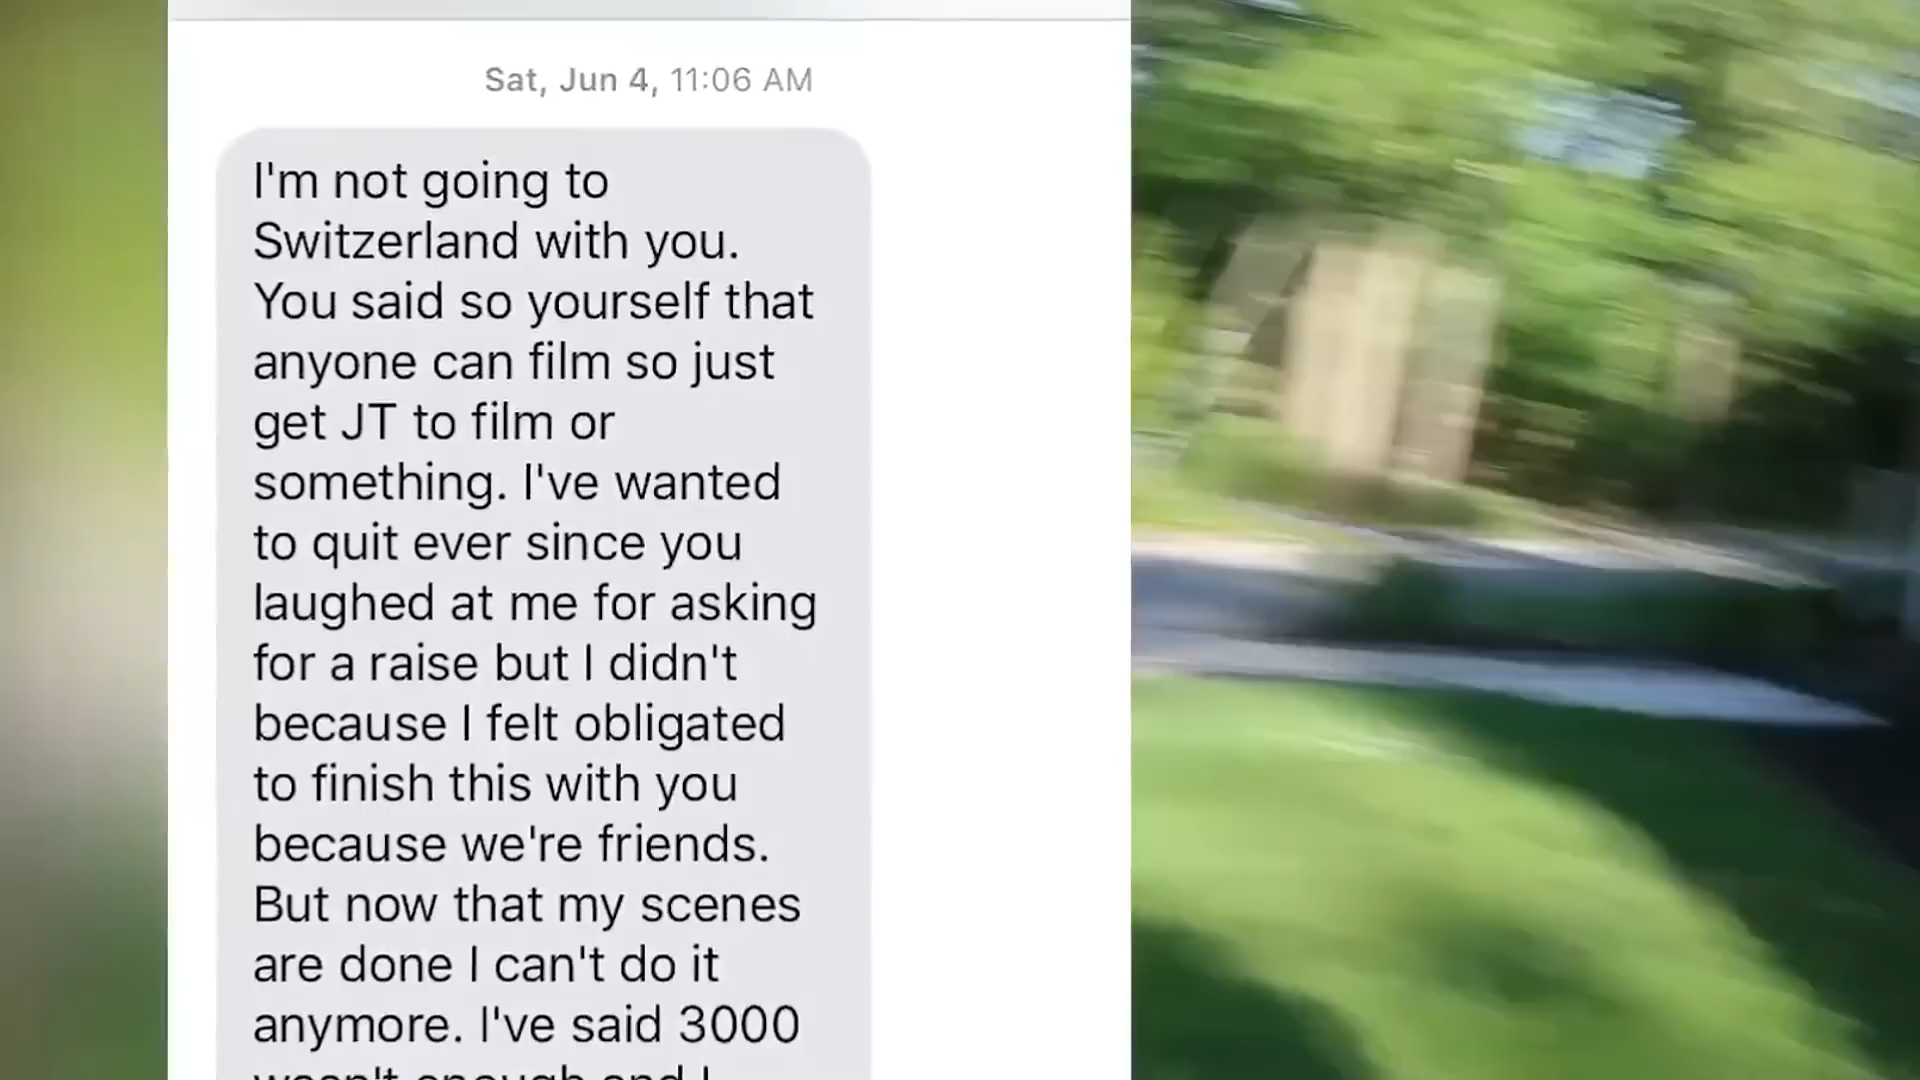 Sat, Jun 4, 11:06 AM
I'm not going to
Switzerland with you.
You said so yourself that
anyone can film so just
get JT to film or
something. I've wanted
to quit ever since you
laughed at me for asking
for a raise but I didn't
because I felt obligated
to finish this with you
because we're friends.
But now that my scenes
are done I can't do it
anymore. I've said 3000
wasn't enough and I